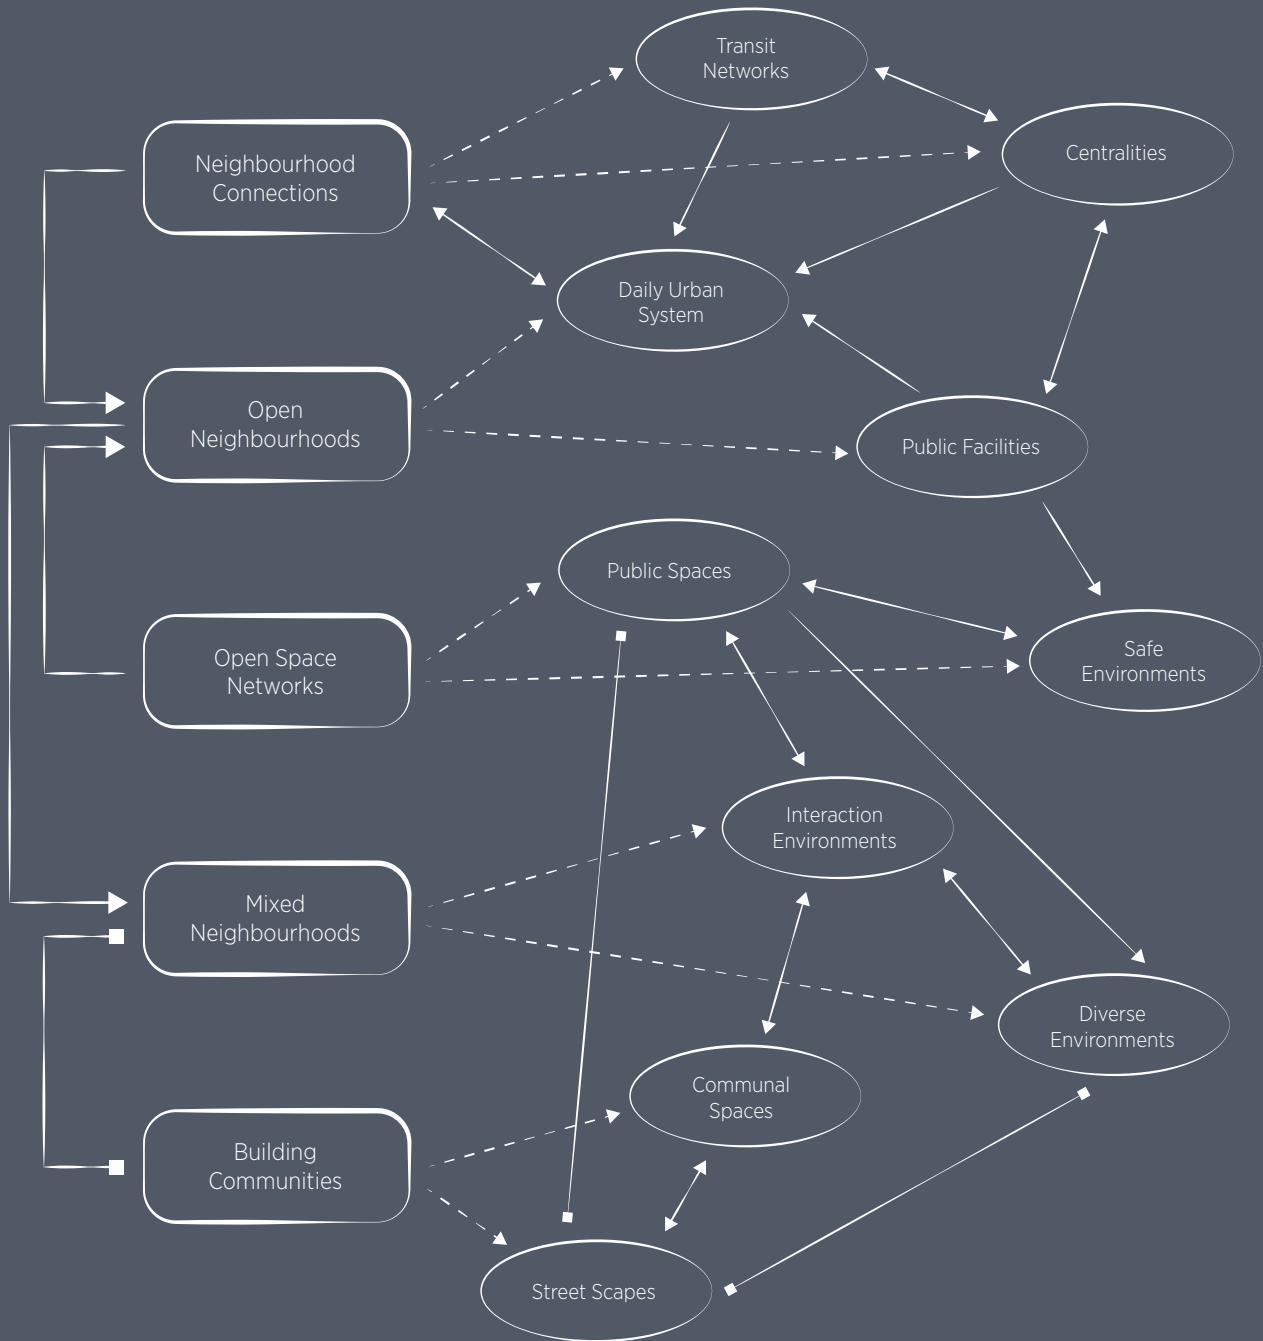 Transit
Networks
Neighbourhood
Connections
Centralities
Daily Urban
System
Open
Neighbourhoods
Public Facilities
Public Spaces
Open Space
Networks
Safe
Environments
Interaction
Environments
Mixed
Neighbourhoods
Diverse
Environments
Communal
Spaces
Building
Communities
Street Scapes